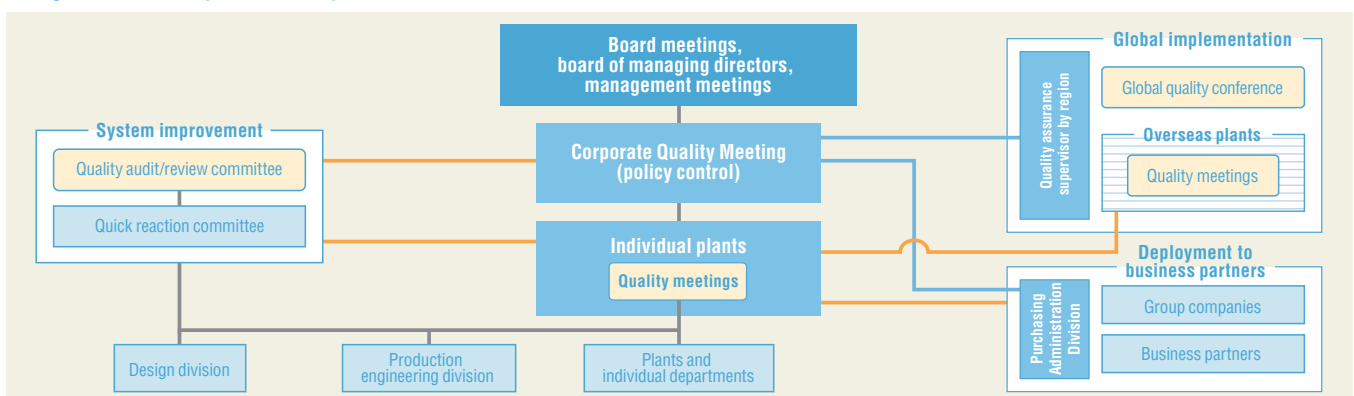 Board meetings,
board of managing directors,
management meetings
System improvement
Quality audit/review committee
Quick reaction committee
Corporate Quality Meeting
(policy control)
Individual plants
Quality meetings
Design division
Production
engineering division
Plants and
individual departments
Global implementation
Quality assurance
supervisor by region
Global quality conference
Overseas plants
Quality meetings
Deployment to
business partners
Purchasing
Administration
Division
Group companies
Business partners